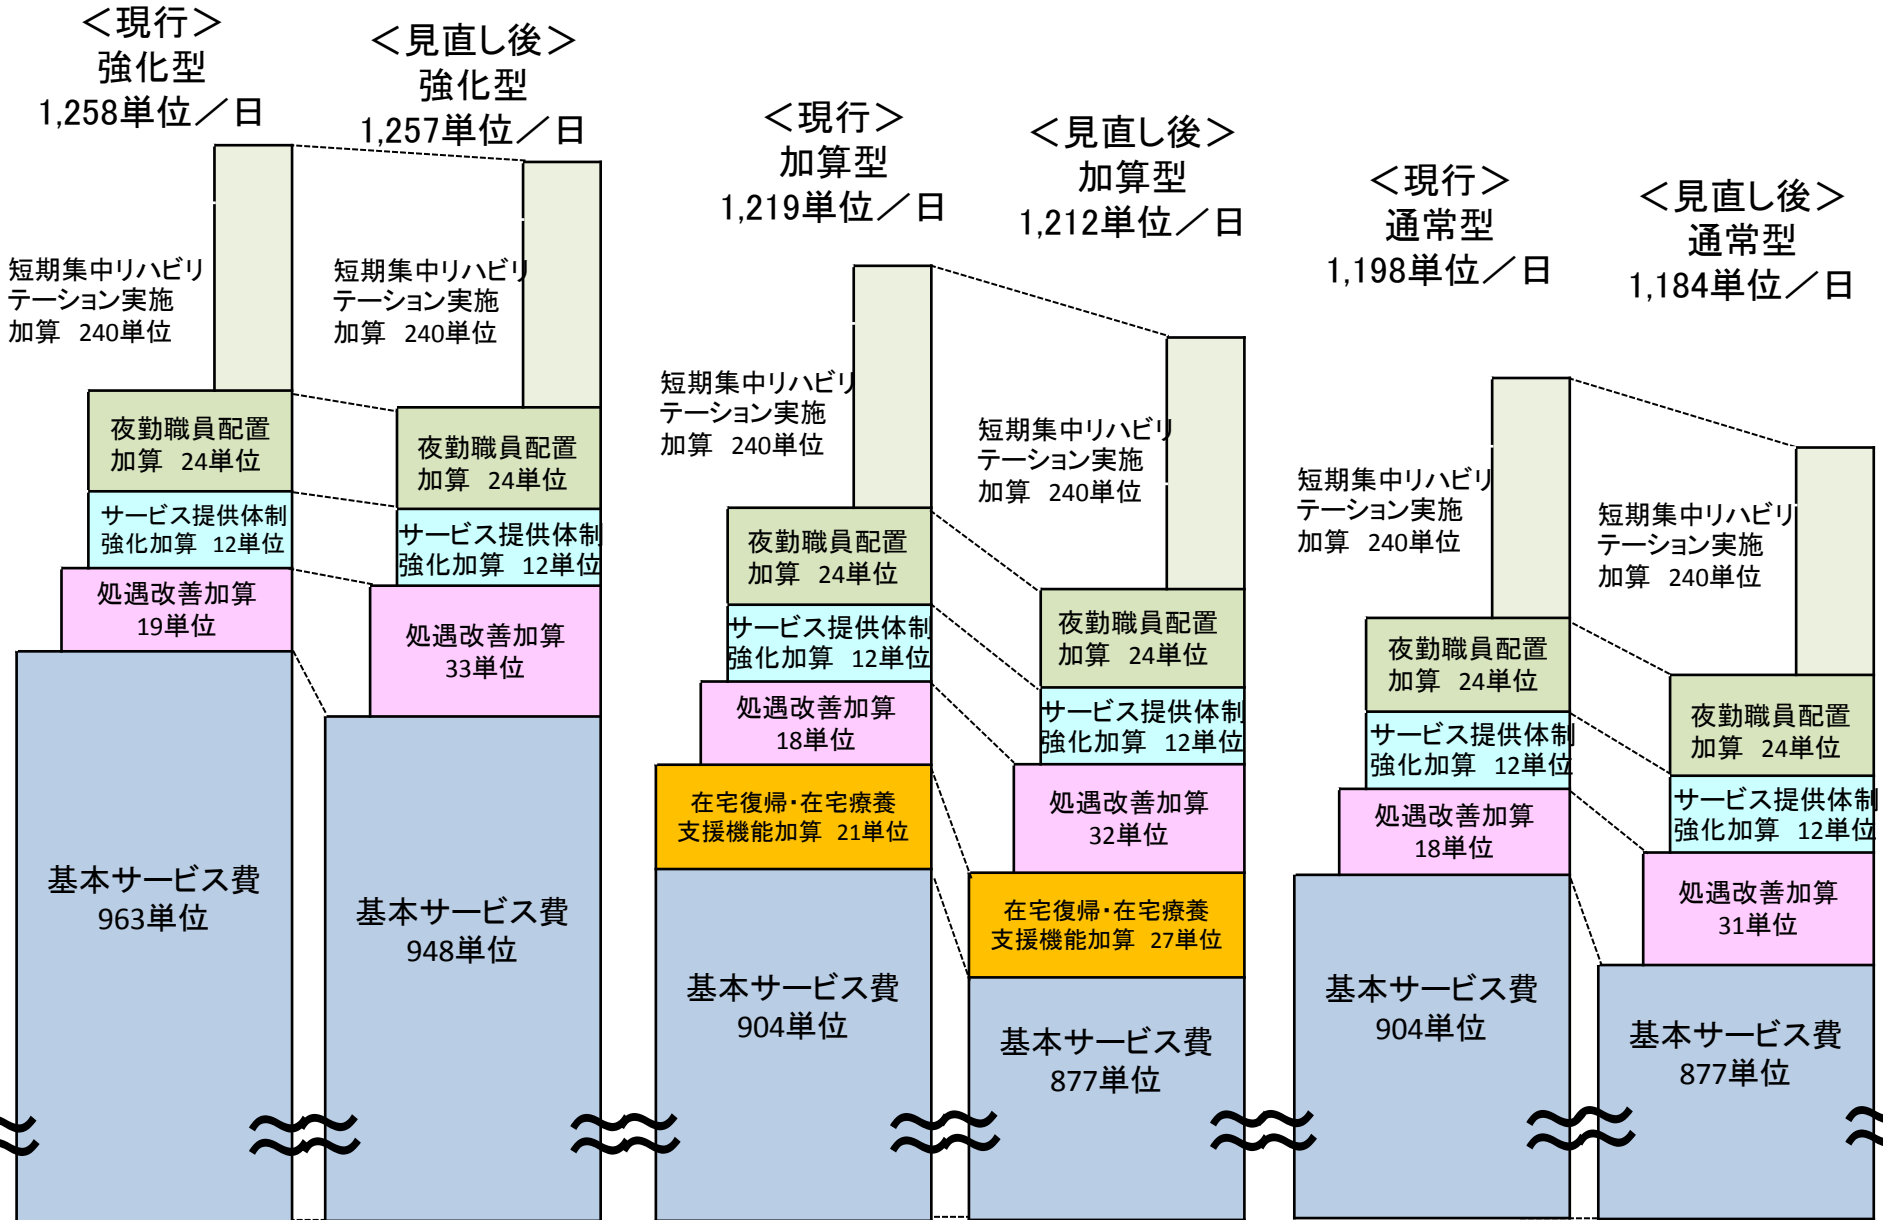 ＜現行＞
強化型
1,258単位／日
短期集中リハビリ
テーション実施
加算 240単位
夜勤職員配置
加算 24単位
サービス提供体制
強化加算 12単位
処遇改善加算
19単位
基本サービス費
963単位
＜見直し後＞
強化型
1,257単位／日
短期集中リハビリ
テーション実施
加算 240単位
夜勤職員配置
加算 24単位
サービス提供体制
強化加算 12単位
処遇改善加算
33単位
基本サービス費
948単位
＜現行＞
加算型
1,219単位／日
短期集中リハビリ
テーション実施
加算 240単位
夜勤職員配置
加算 24単位
サービス提供体制
強化加算 12単位
処遇改善加算
18単位
在宅復帰・在宅療養
支援機能加算 21単位
基本サービス費
904単位
＜見直し後＞
加算型
1,212単位／日
短期集中リハビリ
テーション実施
加算 240単位
夜勤職員配置
加算 24単位
サービス提供体制
強化加算 12単位
処遇改善加算
32単位
在宅復帰・在宅療養
支援機能加算 27単位
基本サービス費
877単位
＜現行＞
通常型
1,198単位／日
短期集中リハビリ
テーション実施
加算 240単位
夜勤職員配置
加算 24単位
サービス提供体制
強化加算 12単位
処遇改善加算
18単位
基本サービス費
904単位
＜見直し後＞
通常型
1,184単位／日
短期集中リハビリ
テーション実施
加算 240単位
夜勤職員配置
加算 24単位
サービス提供体制
強化加算 12単位
処遇改善加算
31単位
基本サービス費
877単位